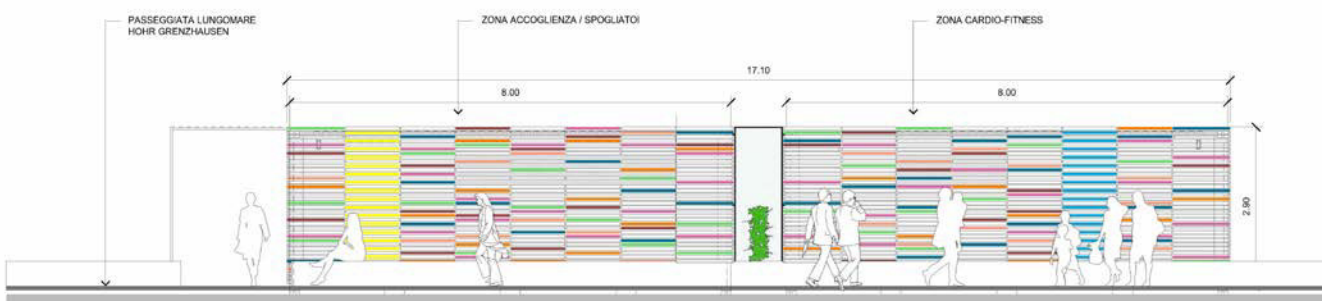 PASSEGGIATA LUNGOMARE
HOHR GRENZHAUSEN
ZONA ACCOGLIENZA / SPOGLIATOI
ZONA CARDIO-FITNESS
17.10
8.00
8.00
2.90